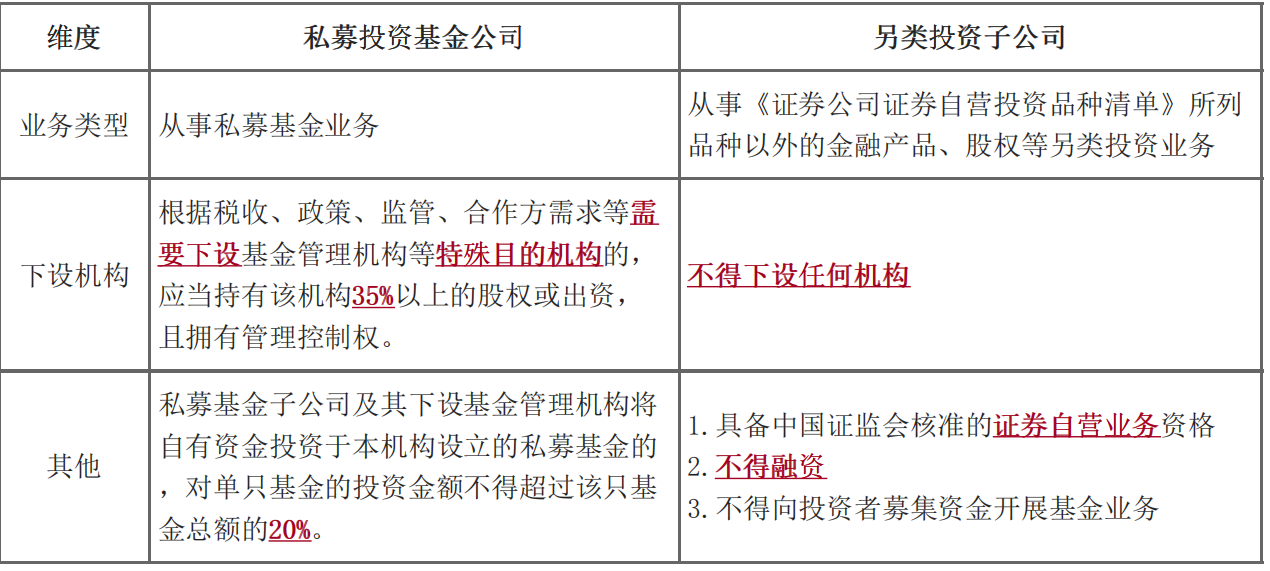 维度
私募投资基金公司
另类投资子公司
业务类型
从事私募基金业务
从事《证券公司证券自营投资品种清单》所列
品种以外的金融产品、股权等另类投资业务
下设机构
根据税收、政策、监管、合作方需求等需
要下设基金管理机构等特殊目的机构的，
应当持有该机构35%以上的股权或出资，
且拥有管理控制权。
不得下设任何机构
其他
私募基金子公司及其下设基金管理机构将
自有资金投资于本机构设立的私募基金的
，对单只基金的投资金额不得超过该只基
金总额的20%。
1.具备中国证监会核准的证券自营业务资格
2.不得融资
3.不得向投资者募集资金开展基金业务